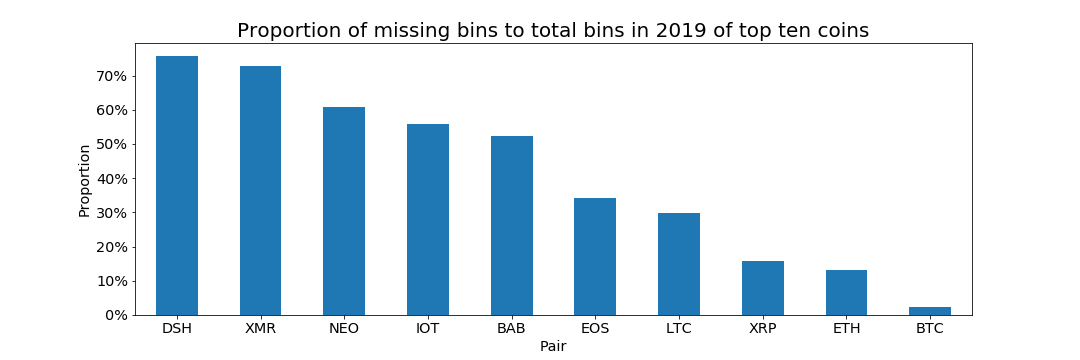 Proportion of missing bins to total bins in 2019 of top ten coins
Proportion
70%
60%
50%
40%
30%
20%
10%
0%
DSH XMR NEO IOT BAB EOS LTC XRP ETH BTC
Pair